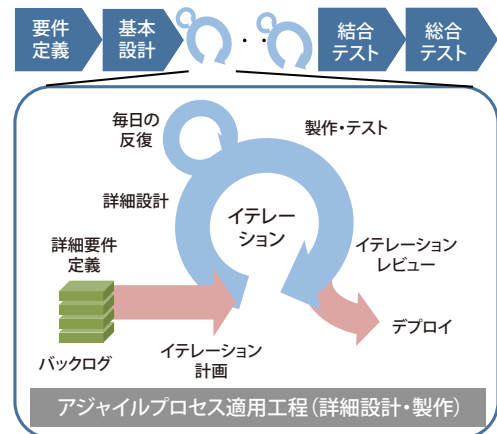 要件
定義
基本
設計
・・
結合
テスト
総合
テスト
毎日の
反復
製作・テスト
詳細設計
イテレー
ション
詳細要件
定義
イテレーション
レビュー
デプロイ
バックログ
イテレーション
計画
アジャイルプロセス適用工程(詳細設計・製作)